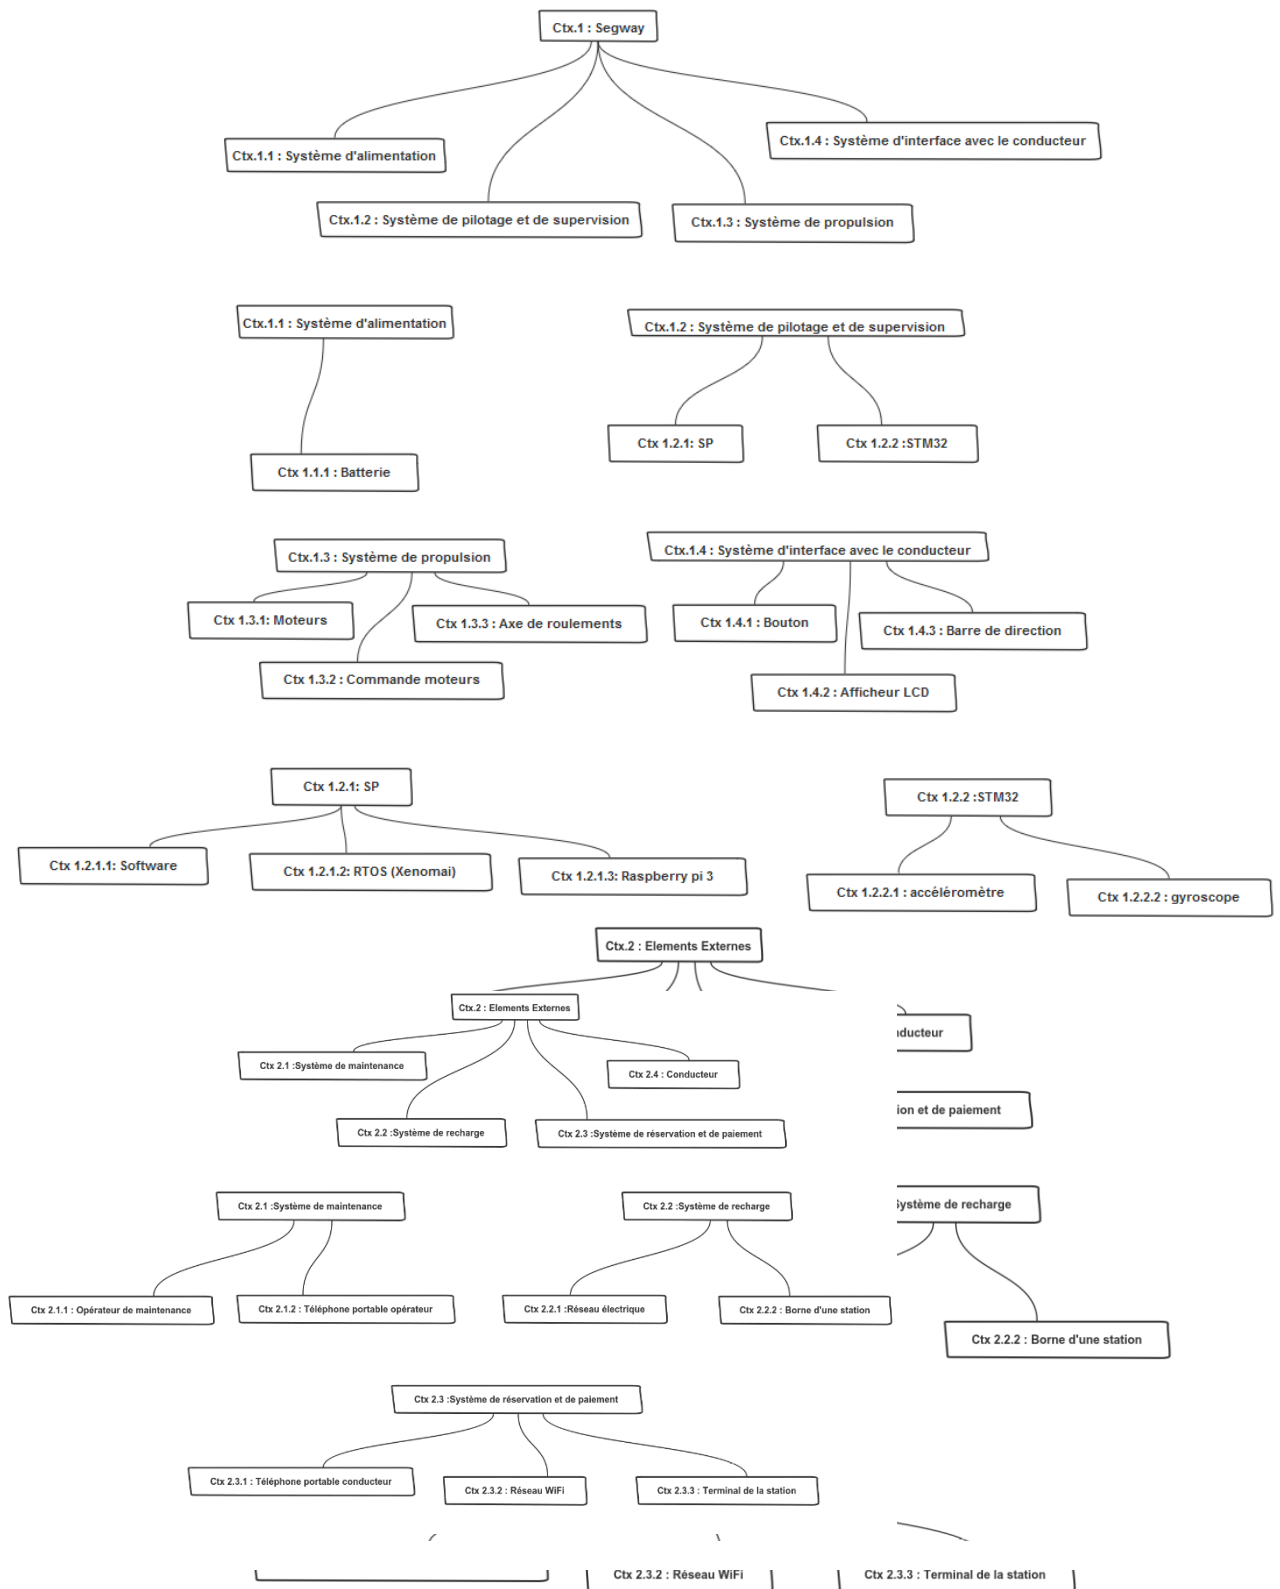 Ctx.1 : Segway
Ctx.1.1 : Système d'alimentation
Ctx.1.4 : Système d'interface avec le conducteur
Ctx.1.2 : Système de pilotage et de supervision
Ctx.1.3 : Système de propulsion
Ctx.1.1 : Système d'alimentation
Ctx.1.2 : Système de pilotage et de supervision
Ctx 1.2.1: SP
Ctx 1.2.2 :STM32
Ctx 1.1.1 : Batterie
Ctx.1.3 : Système de propulsion
Ctx.1.4 : Système d'interface avec le conducteur
Ctx 1.3.1: Moteurs
Ctx 1.3.3 : Axe de roulements
Ctx 1.3.2 : Commande moteurs
Ctx 1.4.1 : Bouton
Ctx 1.4.3 : Barre de direction
Ctx 1.4.2 : Afficheur LCD
Ctx 1.2.1: SP
Ctx 1.2.2 :STM32
Ctx 1.2.1.1: Software
Ctx 1.2.1.2: RTOS (Xenomai)
Ctx 1.2.1.3: Raspberry pi 3
Ctx 1.2.2.1 : accéléromètre
Ctx 1.2.2.2 : gyroscope
Ctx.2 : Elements Externes
Ctx.2 : Elements Externes
nducteur
Ctx 2.1 :Système de maintenance
Ctx 2.4 : Conducteur
ion et de paiement
Ctx 2.2 :Système de recharge
Ctx 2.3 :Système de réservation et de paiement
Ctx 2.1 :Système de maintenance
Ctx 2.2 :Système de recharge
Système de recharge
Ctx 2.1.1 : Opérateur de maintenance
Ctx 2.1.2 : Téléphone portable opérateur
Ctx 2.2.1 :Réseau électrique
Ctx 2.2.2 : Borne d'une station
Ctx 2.2.2 : Borne d'une station
Ctx 2.3 :Système de réservation et de paiement
Ctx 2.3.1 : Téléphone portable conducteur
Ctx 2.3.2 : Réseau WiFi
Ctx 2.3.3 : Terminal de la station
Ctx 2.3.2 : Réseau WiFi
Ctx 2.3.3 : Terminal de la station